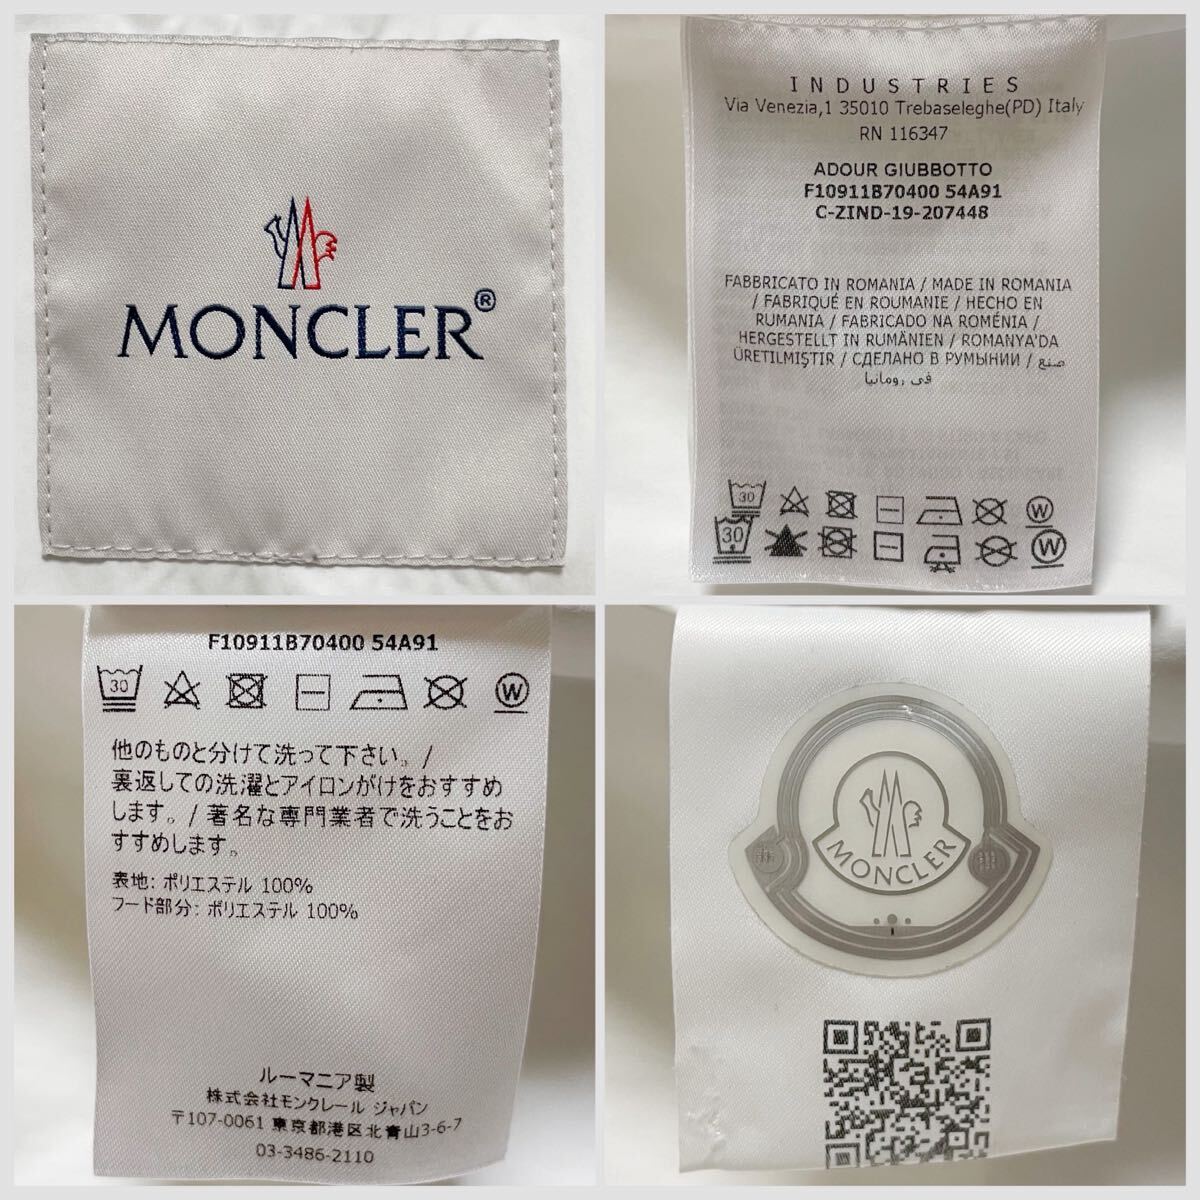 MONCLER®
INDUSTRIES
Via Venezia,1 35010 Trebaseleghe(PD) Italy
RN 116347
ADOUR GIUBBOTTO
F10911B70400 54A91
C-ZIND-19-207448
FABBRICATO IN ROMANIA / MADE IN ROMANIA
/ FABRIQUÉ EN ROUMANIE / HECHO EN
RUMANIA / FABRICADO NA ROMÉNIA /
HERGESTELLT IN RUMÄNIEN / ROMANYA'DA
ÜRETILMIŞTIR / СДЕЛАНО В РУМЫНИИ / صنع
في رومانيا
30
W
30
W
F10911B70400 54A91
30
W
他のものと分けて洗って下さい。/
裏返しての洗濯とアイロンがけをおすすめ
します。/ 著名な専門業者で洗うことをお
すすめします。
表地: ポリエステル 100%
フード部分: ポリエステル 100%
ルーマニア製
株式会社モンクレール ジャパン
〒107-0061 東京都港区北青山3-6-7
03-3486-2110
MONCLER